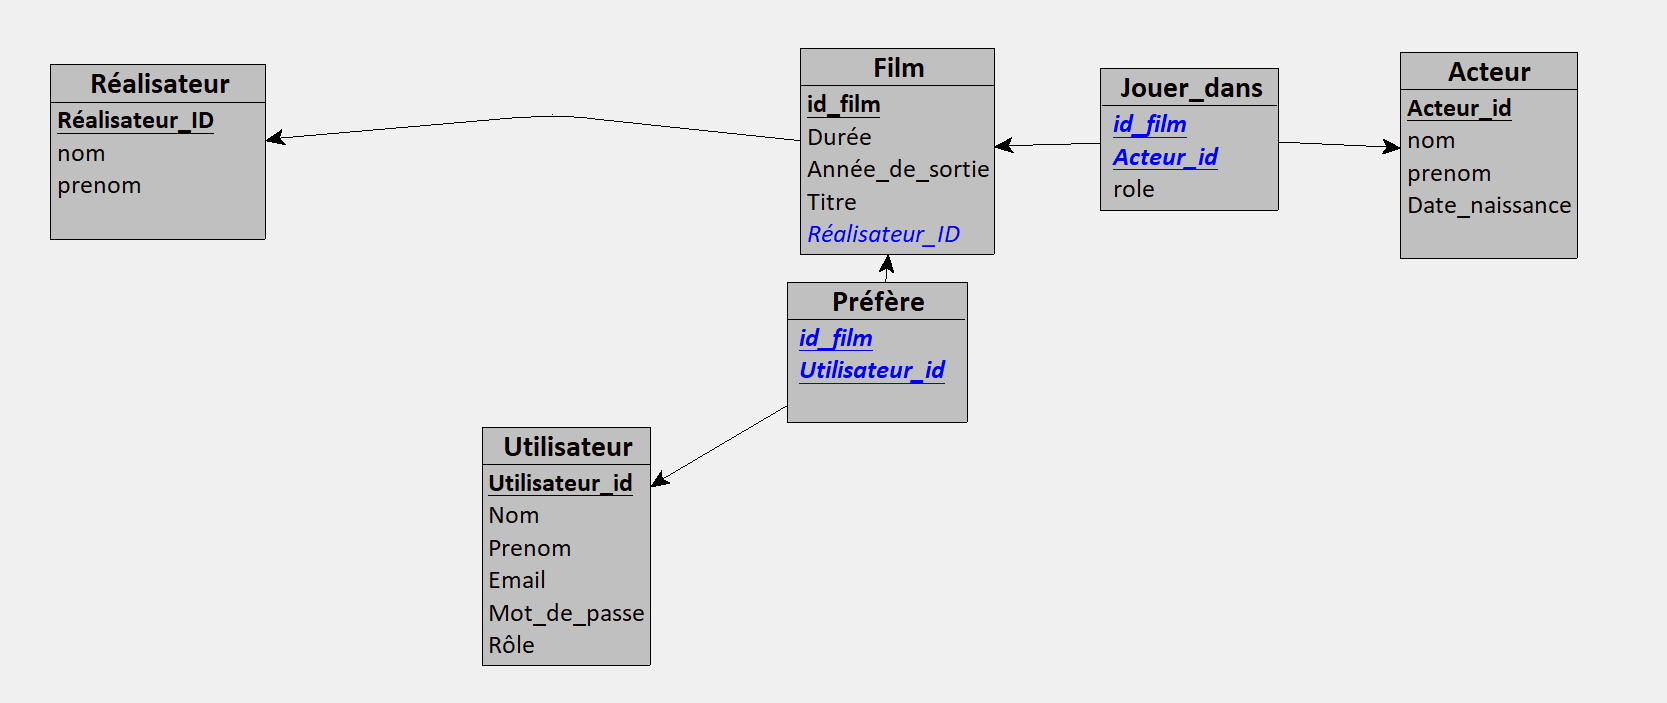 Réalisateur
Réalisateur_ID
nom
prenom
Film
id_film
Durée
Année_de_sortie
Titre
Réalisateur_ID
Jouer_dans
id_film
Acteur_id
role
Acteur
Acteur_id
nom
prenom
Date_naissance
Préfère
id_film
Utilisateur_id
Utilisateur
Utilisateur_id
Nom
Prenom
Email
Mot_de_passe
Rôle